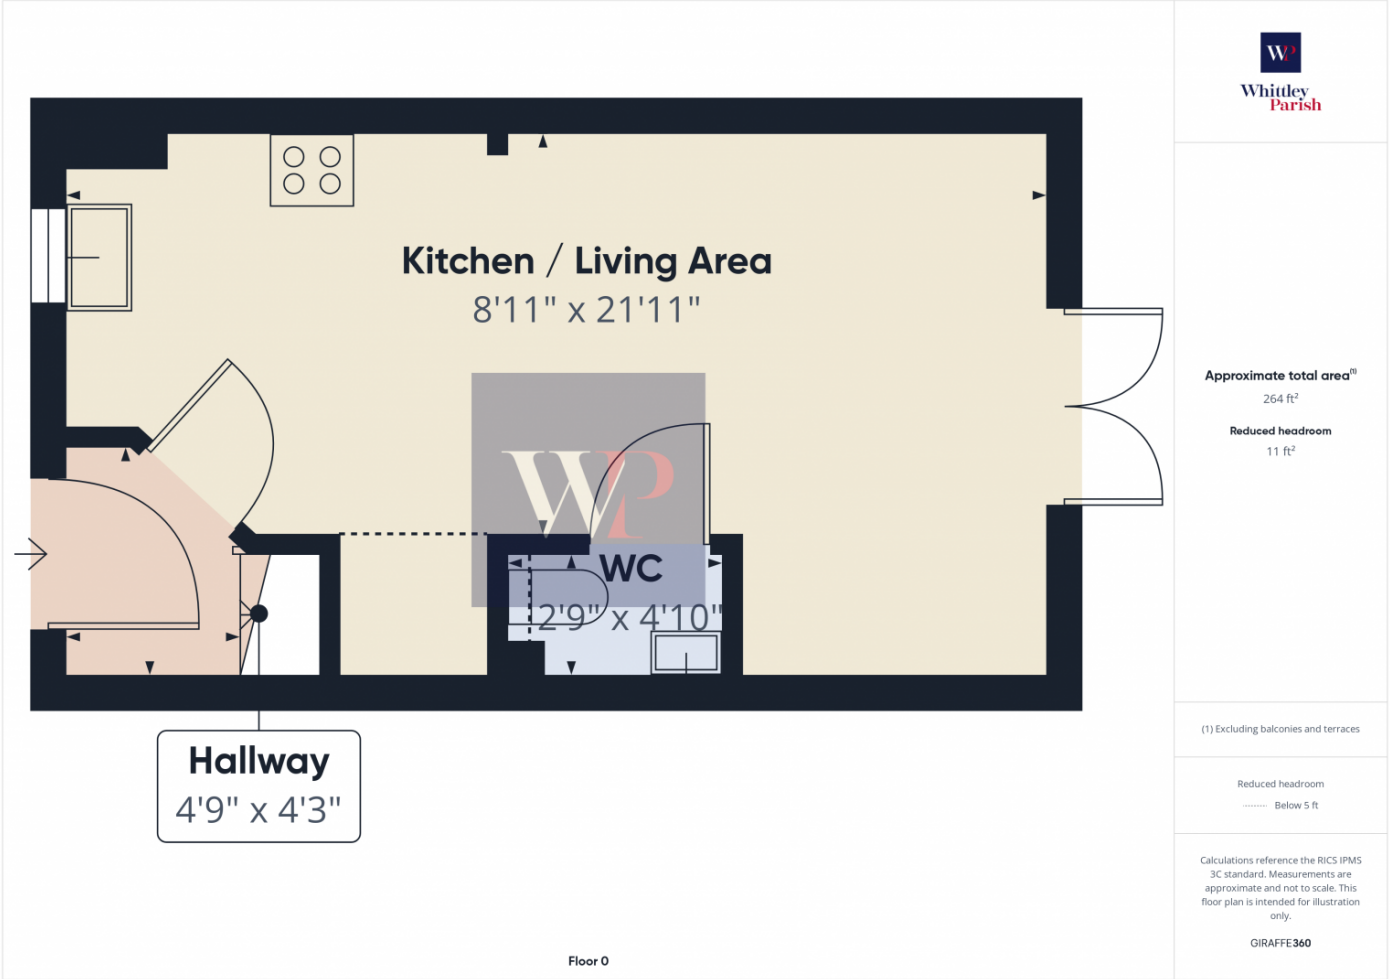 WP
Whittley
Parish
Kitchen / Living Area
8'11" x 21'11"
WP
WC
2'9" x 4'10"
Hallway
4'9" x 4'3"
Floor 0
Approximate total area(1)
264 ft²
Reduced headroom
11 ft²
(1) Excluding balconies and terraces
Reduced headroom
Below 5 ft
Calculations reference the RICS IPMS
3C standard. Measurements are
approximate and not to scale. This
floor plan is intended for illustration
only.
GIRAFFE360